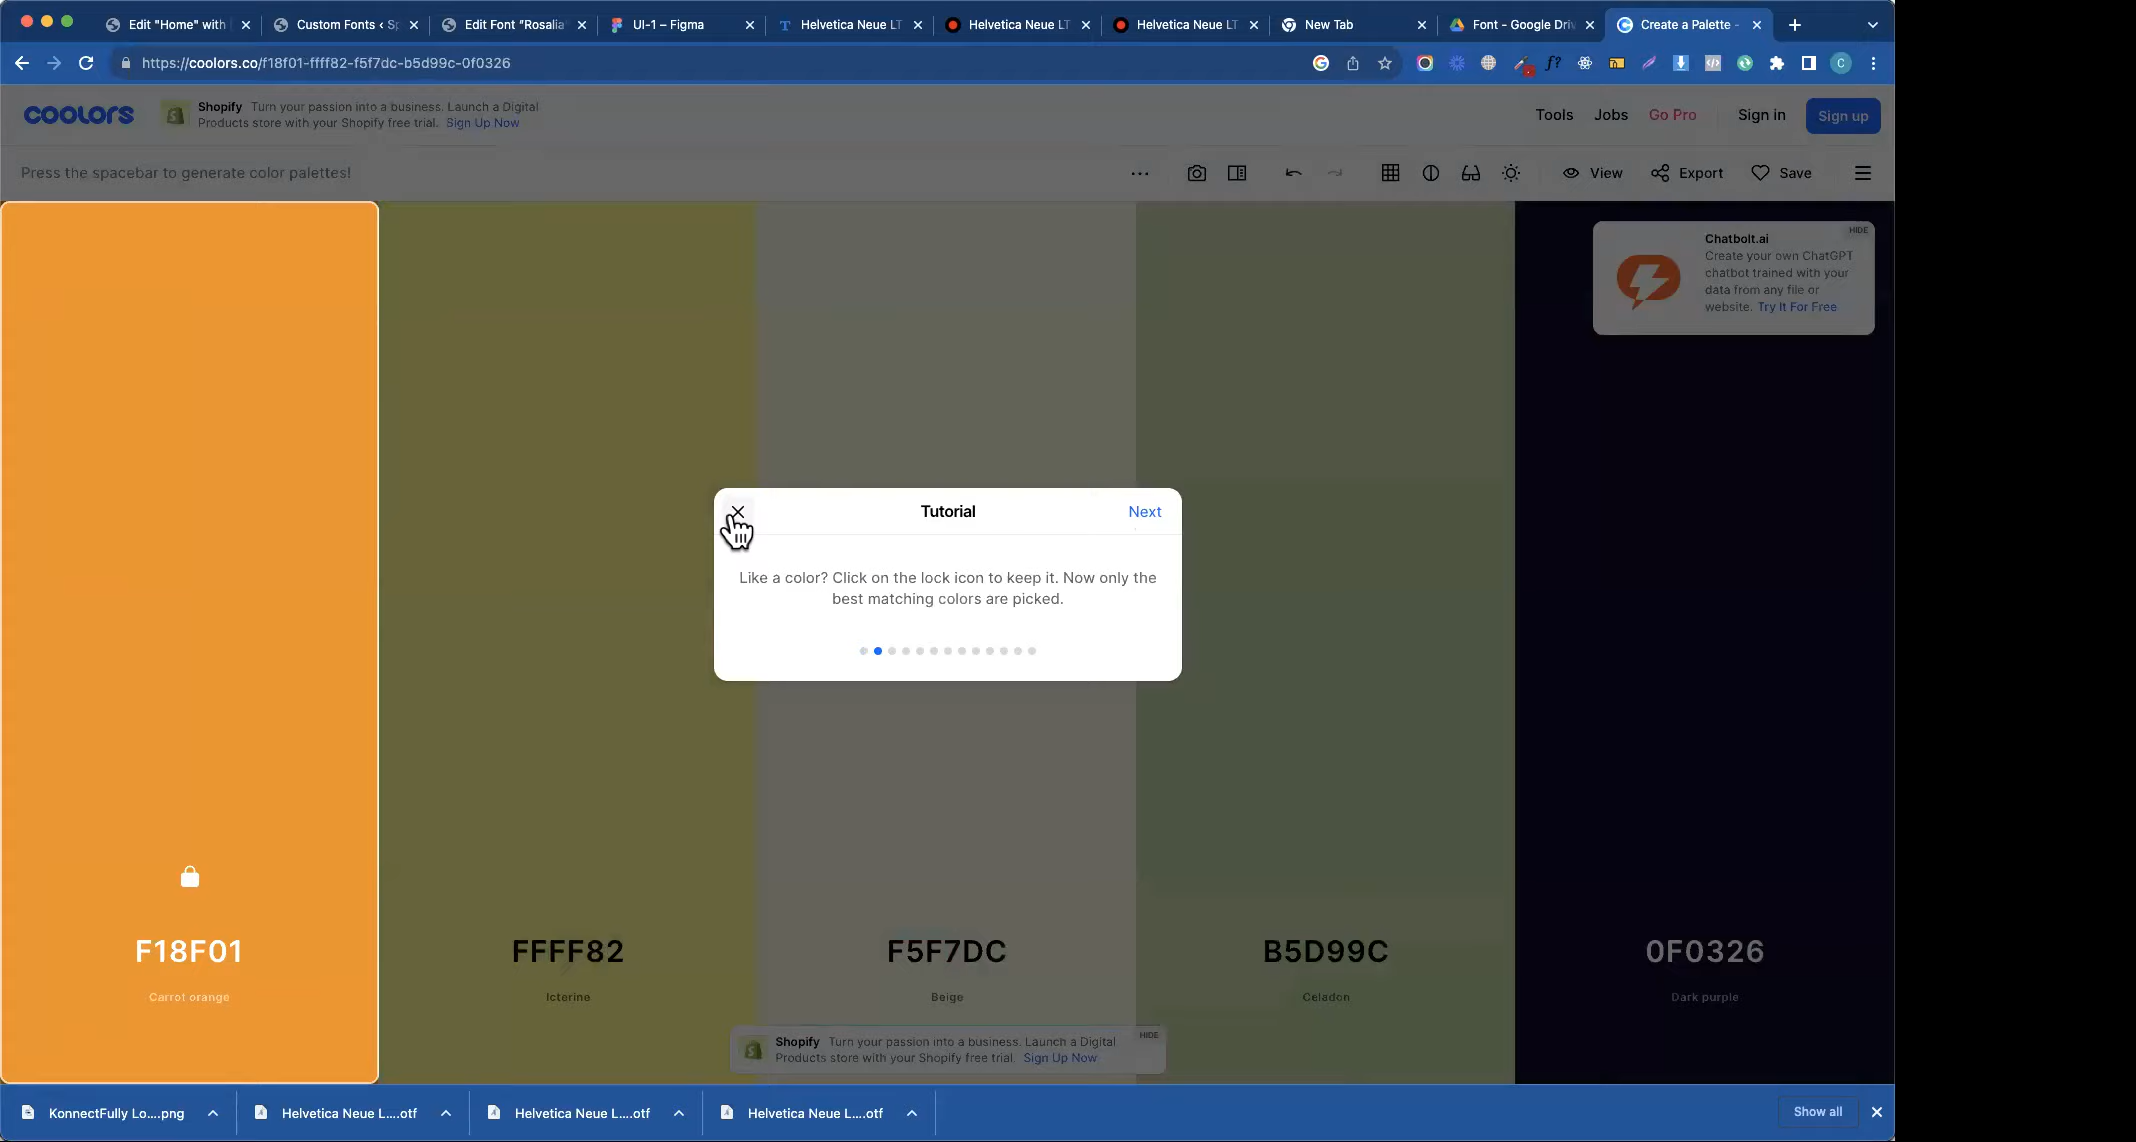 Edit "Home" with
Custom Fonts ‹ Sp
Edit Font "Rosalia
UI-1 – Figma
Helvetica Neue LT
Helvetica Neue LT
Helvetica Neue LT
New Tab
Font - Google Driv
Create a Palette -
https://coolors.co/f18f01-ffff82-f5f7dc-b5d99c-0f0326
coolors
Shopify Turn your passion into a business. Launch a Digital
Products store with your Shopify free trial. Sign Up Now
Tools
Jobs
Go Pro
Sign in
Sign up
Press the spacebar to generate color palettes!
View
Export
Save
HIDE
Chatbolt.ai
Create your own ChatGPT
chatbot trained with your
data from any file or
website. Try It For Free
Tutorial
Next
Like a color? Click on the lock icon to keep it. Now only the
best matching colors are picked.
F18F01
FFFF82
F5F7DC
B5D99C
0F0326
Carrot orange
Icterine
Beige
Celadon
Dark purple
HIDE
Shopify Turn your passion into a business. Launch a Digital
Products store with your Shopify free trial. Sign Up Now
KonnectFully Lo....png
Helvetica Neue L....otf
Helvetica Neue L....otf
Helvetica Neue L....otf
Show all